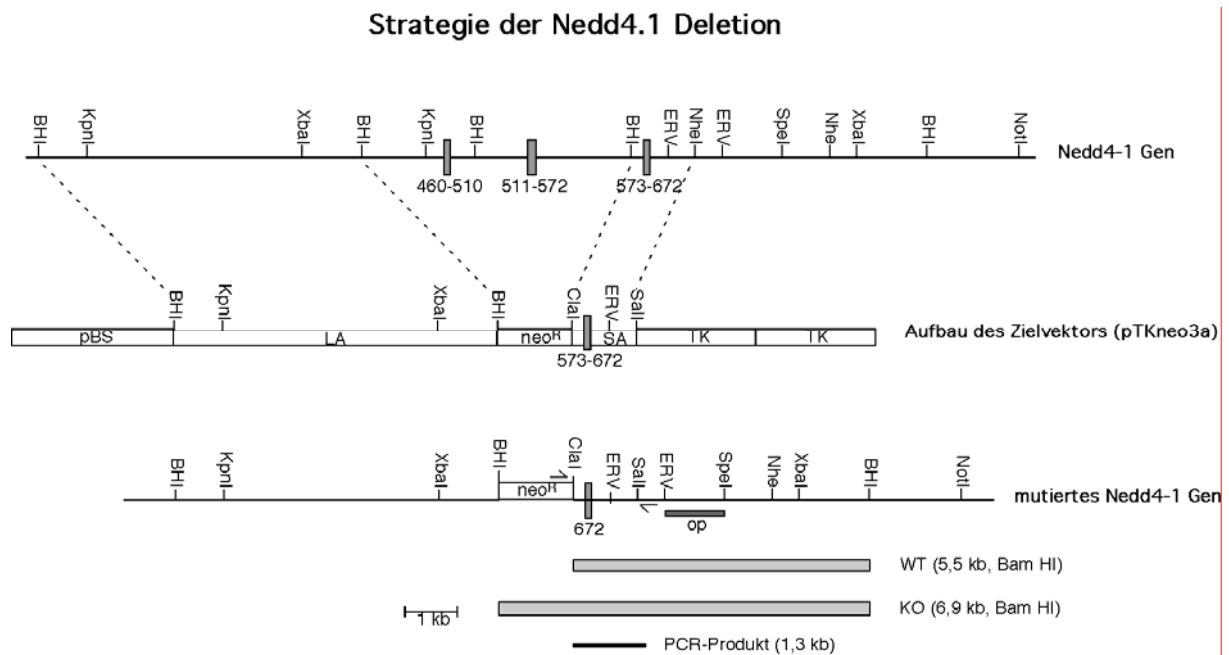 Strategie der Nedd4.1 Deletion
BHI KpnI XbaI BHI KpnI BHI BHI ERV NheI ERV SpeI Nhe XbaI BHI NotI
Nedd4-1 Gen
460-510 511-572 573-672
BHI KpnI XbaI BHI ClaI ERV SalI
pBS LA neoR SA TK TK
Aufbau des Zielvektors (pTKneo3a)
573-672
BHI KpnI XbaI BHI ClaI ERV SalI ERV SpeI Nhe XbaI BHI NotI
neoR
mutiertes Nedd4-1 Gen
672 op
WT (5,5 kb, Bam HI)
KO (6,9 kb, Bam HI)
1 kb
PCR-Produkt (1,3 kb)